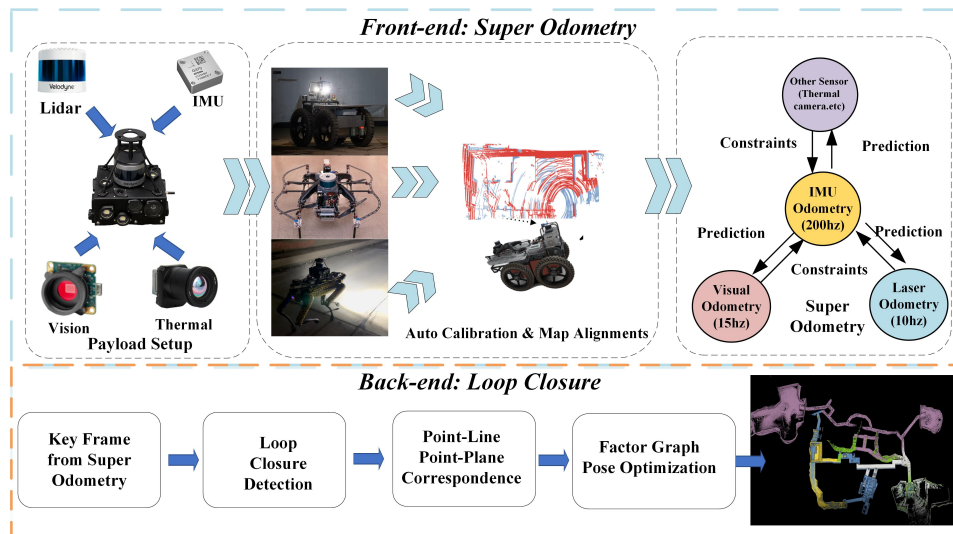 Front-end: Super Odometry
Velodyne
Lidar
IMU
Vision
Thermal
Payload Setup
Auto Calibration & Map Alignments
Other Sensor
(Thermal
camera.etc)
Constraints
Prediction
IMU
Odometry
(200hz)
Prediction
Prediction
Constraints
Visual
Odometry
(15hz)
Super
Odometry
Laser
Odometry
(10hz)
Back-end: Loop Closure
Key Frame
from Super
Odometry
Loop
Closure
Detection
Point-Line
Point-Plane
Correspondence
Factor Graph
Pose Optimization